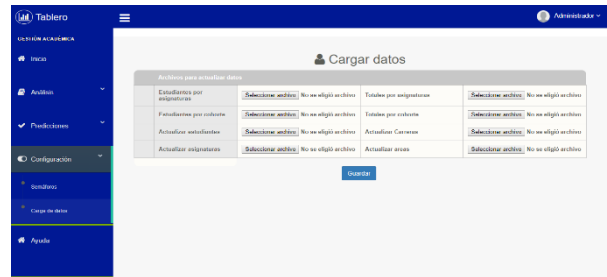 Tablero
Administrador
GESTIÓN ACADÉMICA
Inicio
Cargar datos
Archivos para actualizar datos
Análisis
Estudiantes por asignaturas Seleccionar archivo No se eligió archivo Totales por asignaturas Seleccionar archivo No se eligió archivo
Estudiantes por cohorte Seleccionar archivo No se eligió archivo Totales por cohorte Seleccionar archivo No se eligió archivo
Predicciones
Actualizar estudiantes Seleccionar archivo No se eligió archivo Actualizar Carreras Seleccionar archivo No se eligió archivo
Actualizar asignaturas Seleccionar archivo No se eligió archivo Actualizar areas Seleccionar archivo No se eligió archivo
Configuración
Guardar
Semáforos
Carga de datos
Ayuda